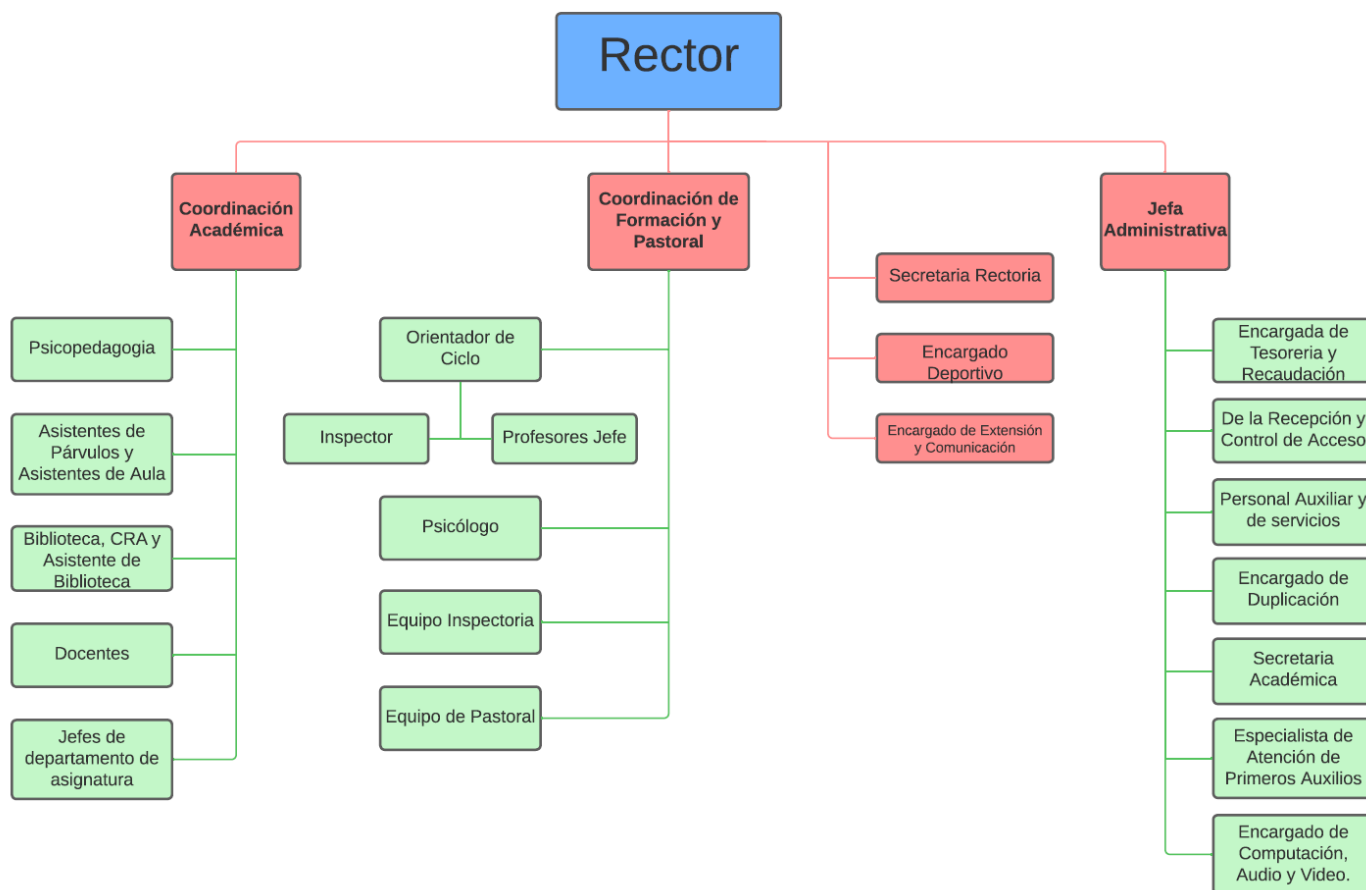 Rector
Coordinación
Académica
Psicopedagogia
Asistentes de
Párvulos y
Asistentes de Aula
Biblioteca, CRA y
Asistente de
Biblioteca
Docentes
Jefes de
departamento de
asignatura
Coordinación de
Formación y
Pastoral
Orientador de
Ciclo
Inspector
Profesores Jefe
Psicólogo
Equipo Inspectoria
Equipo de Pastoral
Secretaria Rectoria
Encargado
Deportivo
Encargado de Extensión
y Comunicación
Jefa
Administrativa
Encargada de
Tesoreria y
Recaudación
De la Recepción y
Control de Acceso
Personal Auxiliar y
de servicios
Encargado de
Duplicación
Secretaria
Académica
Especialista de
Atención de
Primeros Auxilios
Encargado de
Computación,
Audio y Video.